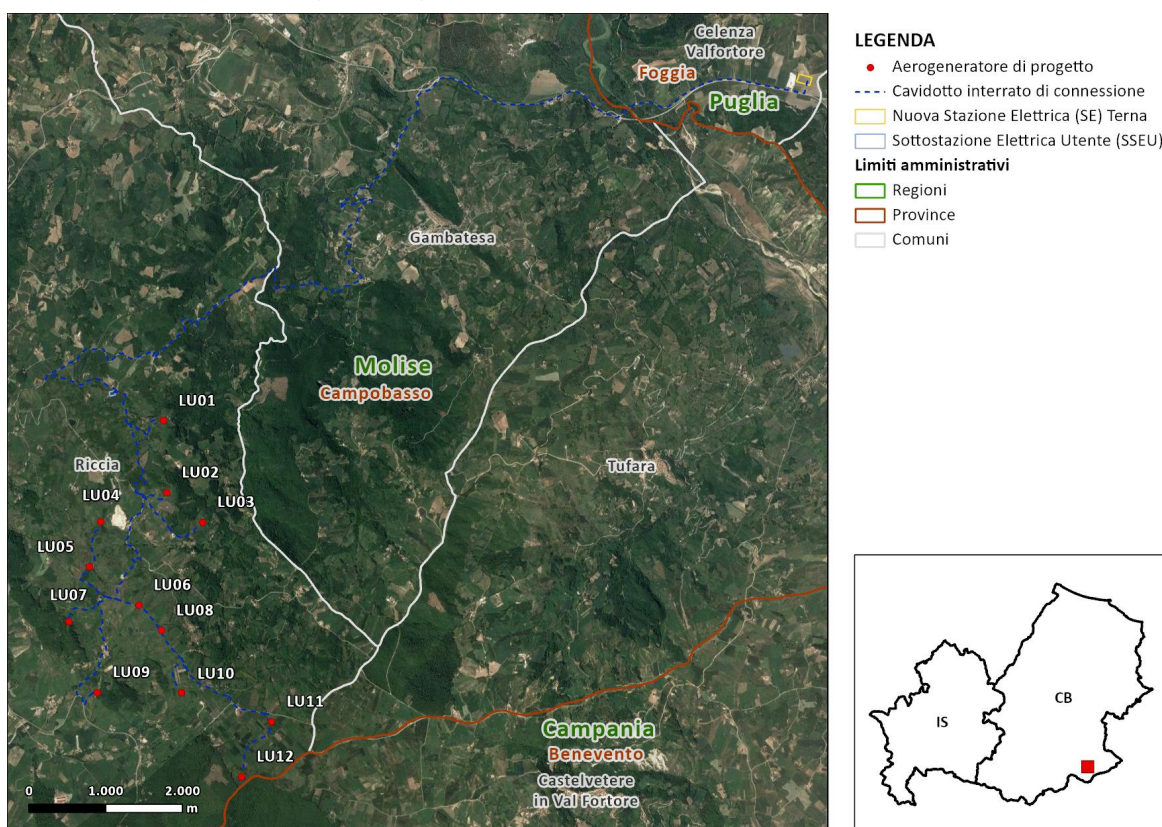 Celenza
Valfortore
Foggia
Puglia
Gambatesa
Molise
Campobasso
LU01
Riccia
LU02
LU04
LU03
Tufara
LU05
LU06
LU07
LU08
LU09
LU10
LU11
Campania
Benevento
LU12
Castelvetere
in Val Fortore
0 1.000 2.000
m
LEGENDA
Aerogeneratore di progetto
Cavidotto interrato di connessione
Nuova Stazione Elettrica (SE) Terna
Sottostazione Elettrica Utente (SSEU)
Limiti amministrativi
Regioni
Province
Comuni
IS
CB